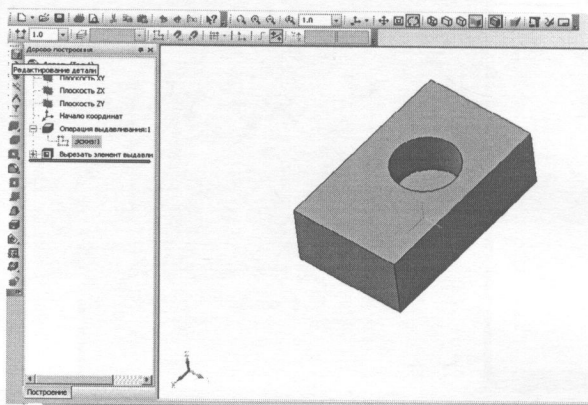 1.0
1.0
Дерево построения
Редактирование детали
Плоскость XY
Плоскость ZX
Плоскость ZY
Начало координат
Операция выдавливания:1
Эскиз:1
Вырезать элемент выдавли
Построение